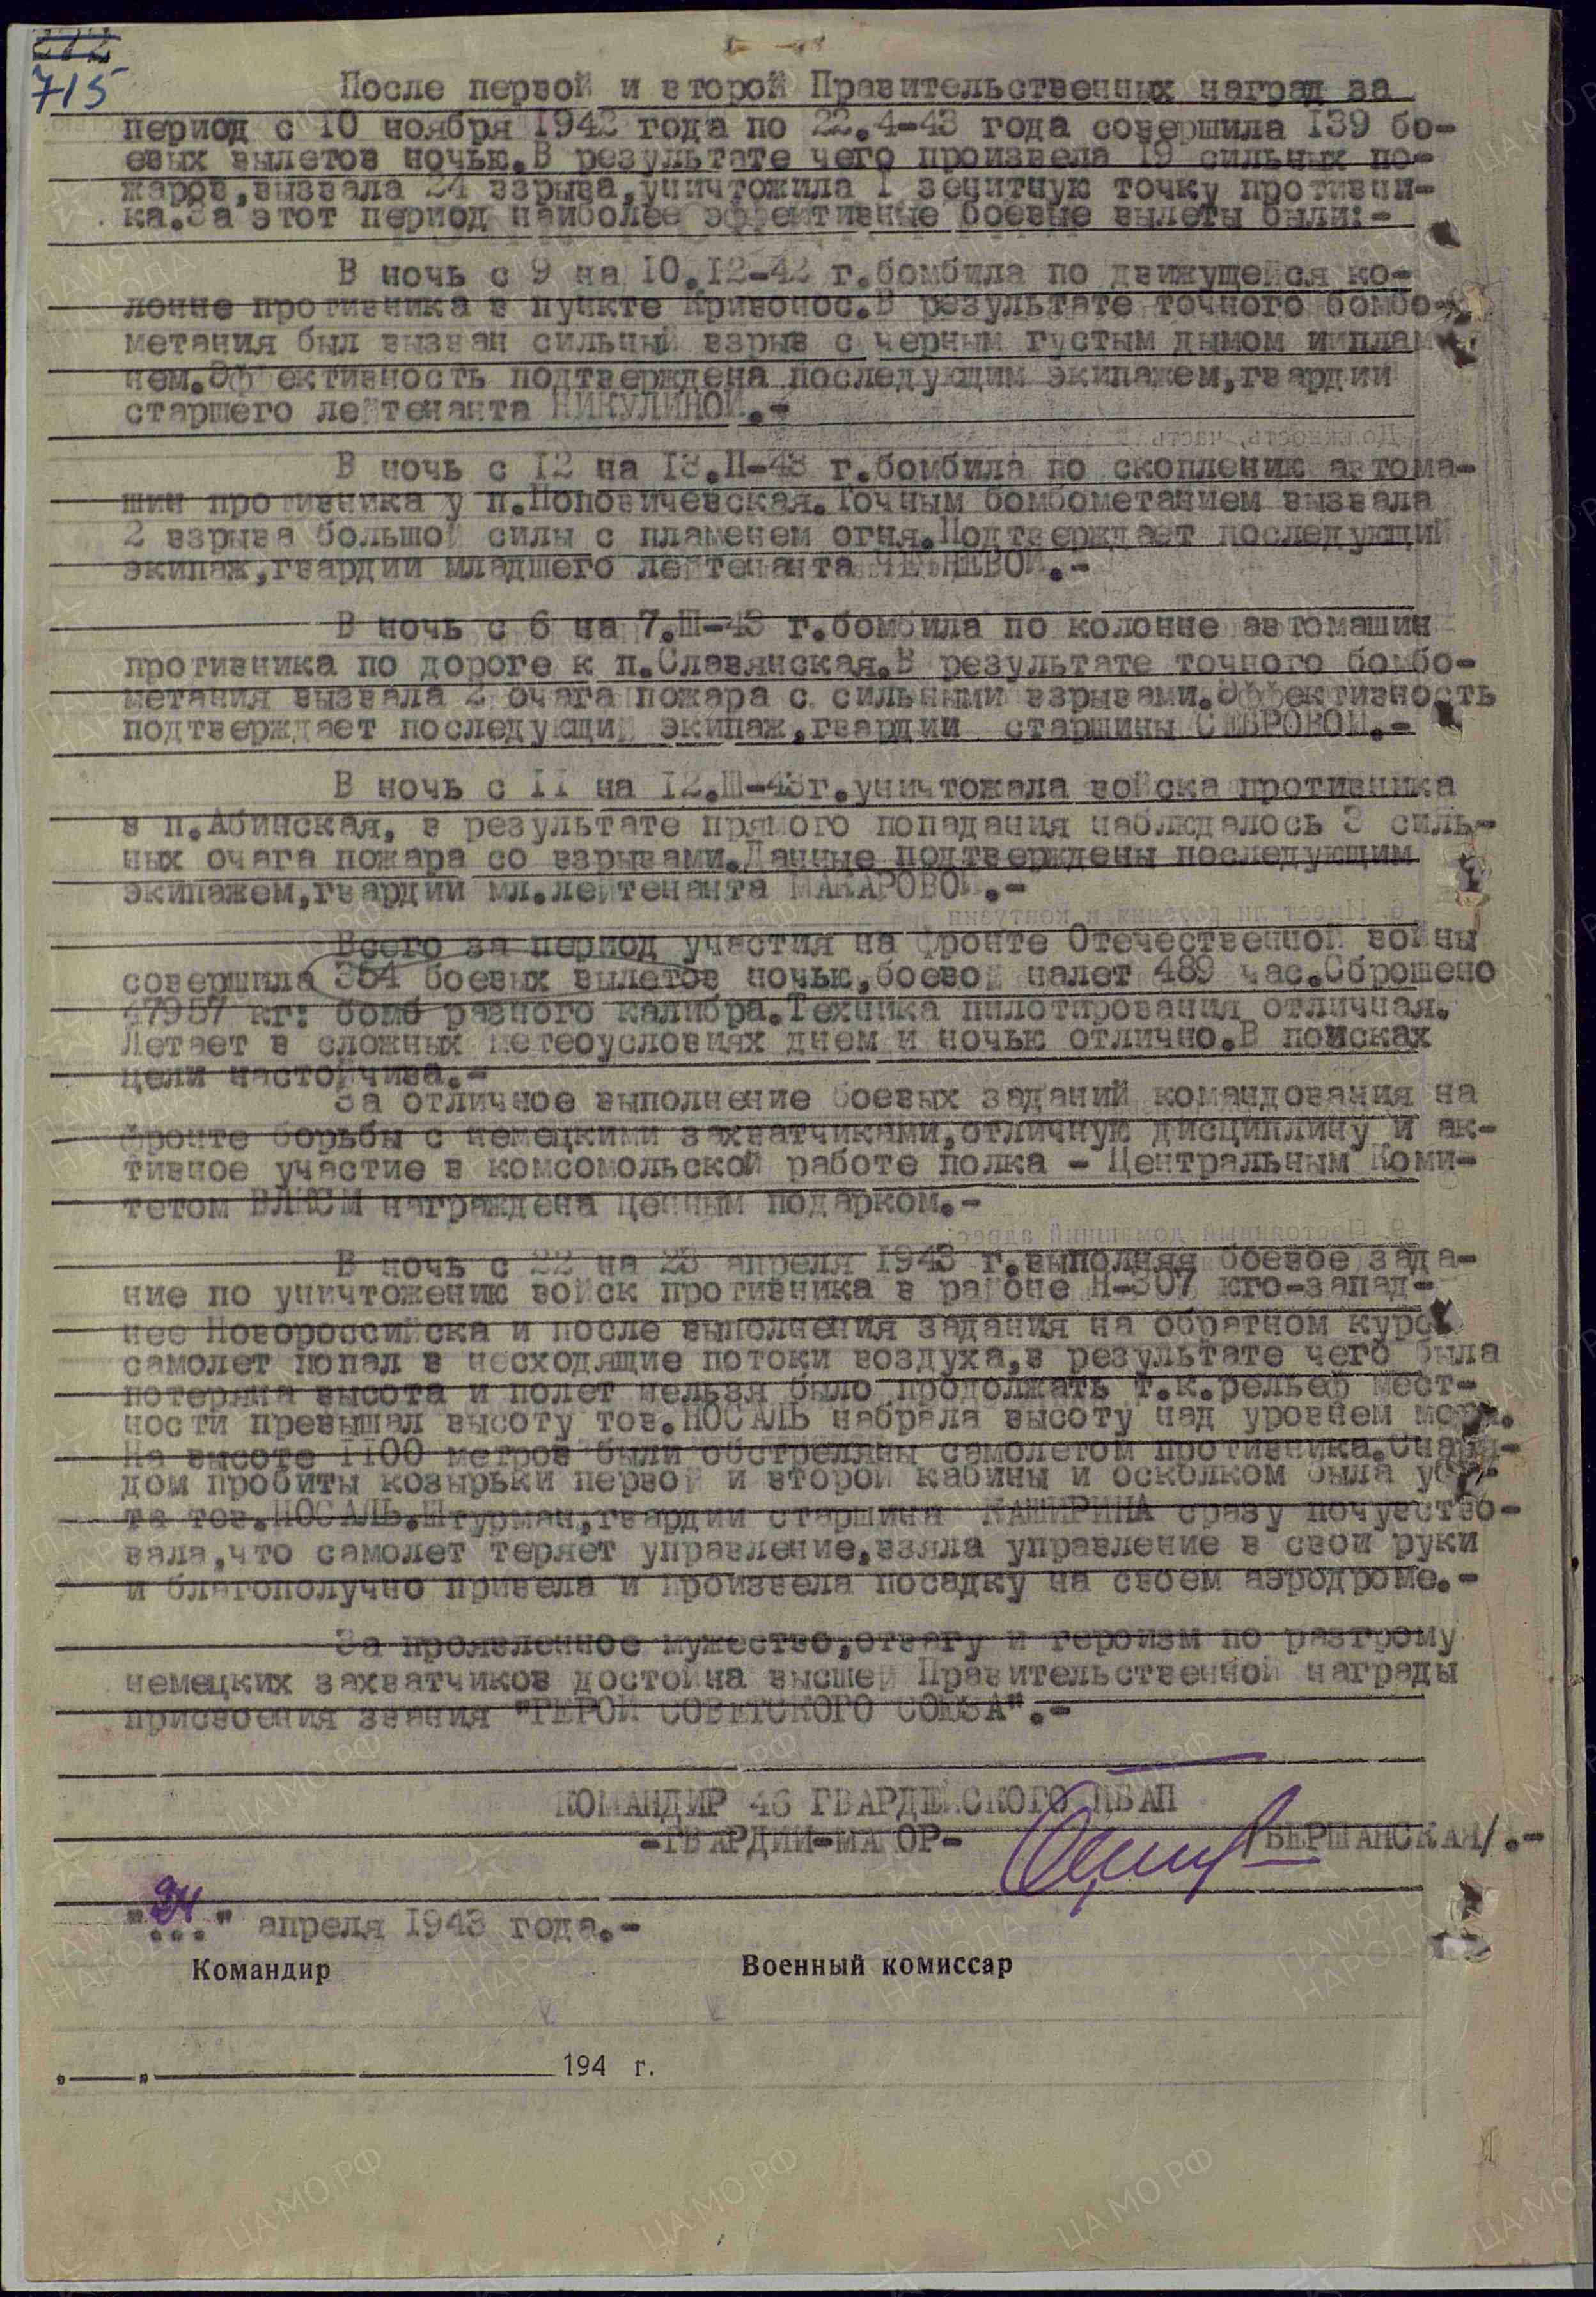 272
715
После первой и второй Правительственных наград за
период с 10 ноября 1942 года по 22.4-43 года совершила 139 бо-
евых вылетов ночью.В результате чего произвела 19 сильных по-
жаров,вызвала 24 взрыва,уничтожила 1 зенитную точку противни-
ка.За этот период наиболее эффективные боевые вылеты были:-
В ночь с 9 на 10.12-42 г.бомбила по движущейся ко-
лонне противника в пункте Кривонос.В результате точного бомбо-
метания был вызван сильный взрыв с черным густым дымом и плам
нем.Эффективность подтверждена последующим экипажем,гвардии
старшего лейтенанта НИКУЛИНОЙ.-
В ночь с 12 на 13.II-43 г.бомбила по скоплению автома-
шин противника у п.Поповичевская.Точным бомбометанием вызвала
2 взрыва большой силы с пламенем огня.Подтверждает последующий
экипаж,гвардии младшего лейтенанта
В ночь с 6 на 7.III-43 г.бомбила по колонне автомашин
противника по дороге к п.Славянская.В результате точного бомбо-
метания вызвала 2 очага пожара с сильными взрывами.Эффективность
подтверждает последующий экипаж,гвардии старшины СЕБРОВОЙ.-
В ночь с 11 на 12.III-43г.уничтожала войска противника
в п.Абинская, в результате прямого попадания наблюдалось 3 силь-
ных очага пожара со взрывами.Данные подтверждены последующим
экипажем,гвардии мл.лейтенанта МАКАРОВОЙ.-
Всего за период участия на фронте Отечественной войны
совершила 354 боевых вылетов ночью,боевой налет 489 час.Сброшено
47957 кг: бомб разного калибра.Техника пилотирования отличная.
Летает в сложных метеоусловиях днем и ночью отлично.В поисках
цели настойчива.-
За отличное выполнение боевых заданий командования на
фронте борьбы с немецкими захватчиками,отличную дисциплину и ак-
тивное участие в комсомольской работе полка - Центральным Коми-
тетом ВЛКСМ награждена ценным подарком.-
В ночь с 22 на 23 апреля 1943 г.выполняя боевое зада-
ние по уничтожению войск противника в районе Н-307 юго-запад-
нее Новороссийска и после выполнения задания на обратном курсе
самолет попал в нисходящие потоки воздуха,в результате чего была
потеряна высота и полет нельзя было продолжать т.к.рельеф мест-
ности превышал высоту тов.НОСАЛЬ набрала высоту над уровнем моря.
На высоте 1100 метров были обстреляны самолетом противника.Снаря-
дом пробиты козырьки первой и второй кабины и осколком была уби-
та тов.НОСАЛЬ.Штурман,гвардии старшина КАШИРИНА сразу почувство-
вала,что самолет теряет управление,взяла управление в свои руки
и благополучно привела и произвела посадку на своем аэродроме.-
За проявленное мужество,отвагу и героизм по разгрому
немецких захватчиков достойна высшей Правительственной награды
присвоения звания "ГЕРОЙ СОВЕТСКОГО СОЮЗА".-
КОМАНДИР 46 ГВАРДЕЙСКОГО НБАП
-ГВАРДИИ-МАЙОР- /БЕРШАНСКАЯ/.-
"24" апреля 1943 года.-
Командир Военный комиссар
"___"__________ 194 г.